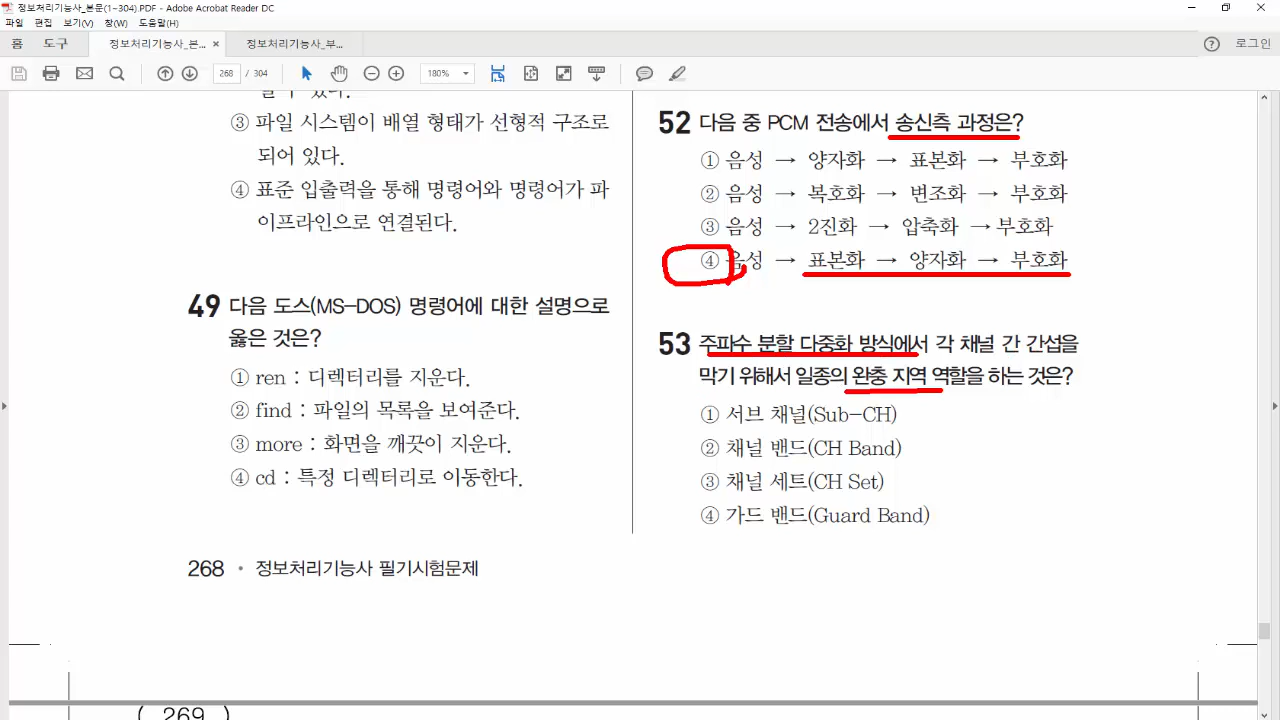 정보처리기능사_본문(1~304).PDF - Adobe Acrobat Reader DC
파일 편집 보기(V) 창(W) 도움말(H)
홈 도구 정보처리기능사_본... × 정보처리기능사_부... 로그인
268 / 304 180%
③ 파일 시스템이 배열 형태가 선형적 구조로
되어 있다.
④ 표준 입출력을 통해 명령어와 명령어가 파
이프라인으로 연결된다.
49 다음 도스(MS-DOS) 명령어에 대한 설명으로
옳은 것은?
① ren : 디렉터리를 지운다.
② find : 파일의 목록을 보여준다.
③ more : 화면을 깨끗이 지운다.
④ cd : 특정 디렉터리로 이동한다.
52 다음 중 PCM 전송에서 송신측 과정은?
① 음성 → 양자화 → 표본화 → 부호화
② 음성 → 복호화 → 변조화 → 부호화
③ 음성 → 2진화 → 압축화 → 부호화
④ 음성 → 표본화 → 양자화 → 부호화
53 주파수 분할 다중화 방식에서 각 채널 간 간섭을
막기 위해서 일종의 완충 지역 역할을 하는 것은?
① 서브 채널(Sub-CH)
② 채널 밴드(CH Band)
③ 채널 세트(CH Set)
④ 가드 밴드(Guard Band)
268 • 정보처리기능사 필기시험문제
( 269 )